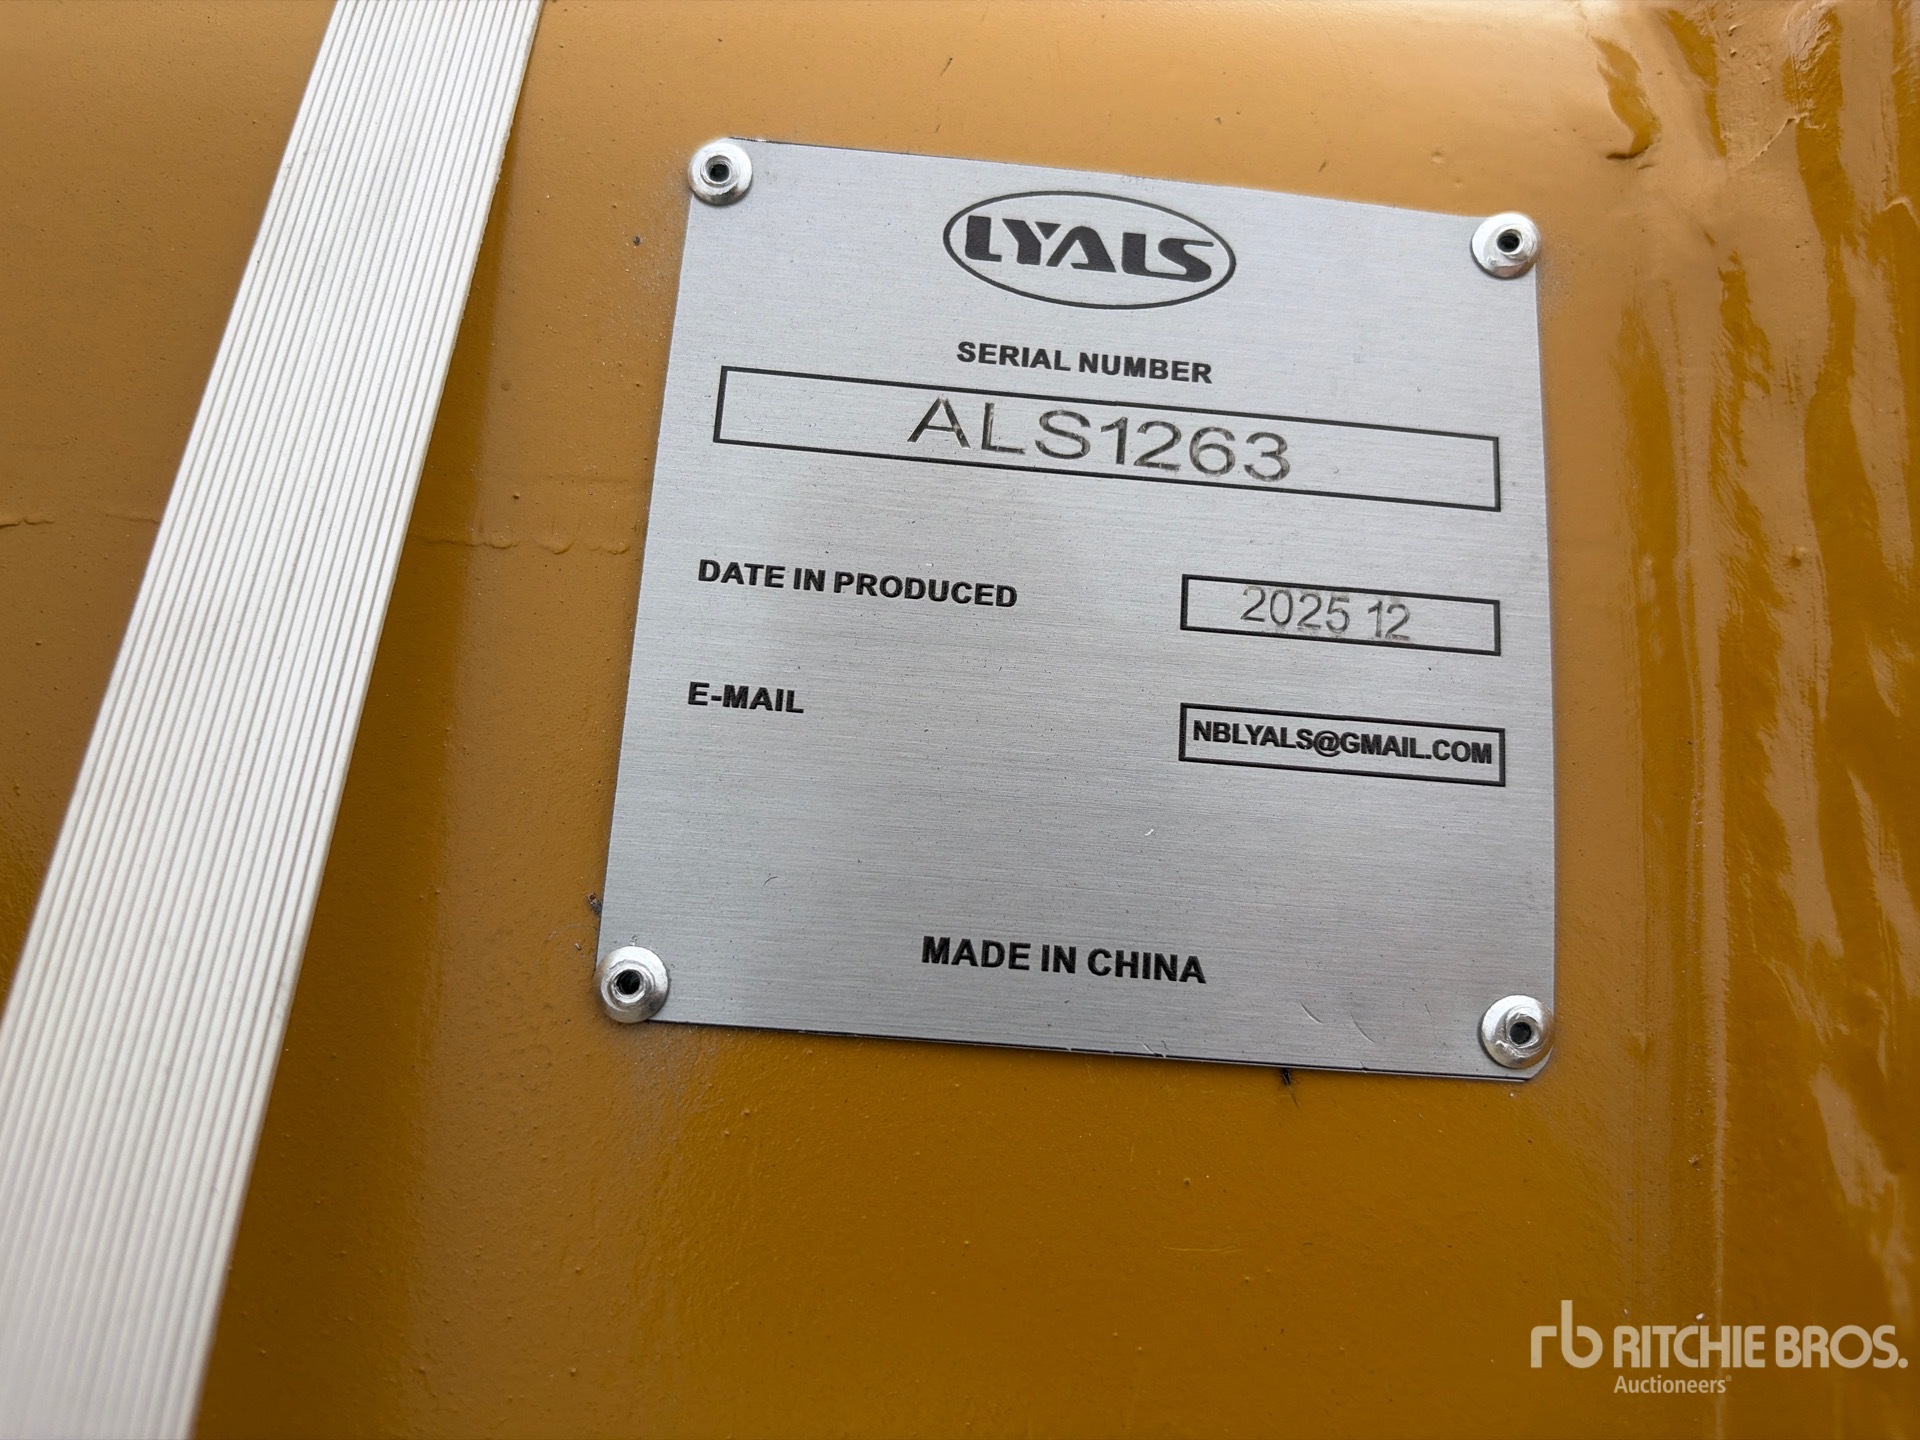 LYALS
SERIAL NUMBER
ALS1263
DATE IN PRODUCED
2025 12
E-MAIL
NBLYALS@GMAIL.COM
MADE IN CHINA
rb RITCHIE BROS.
Auctioneers®